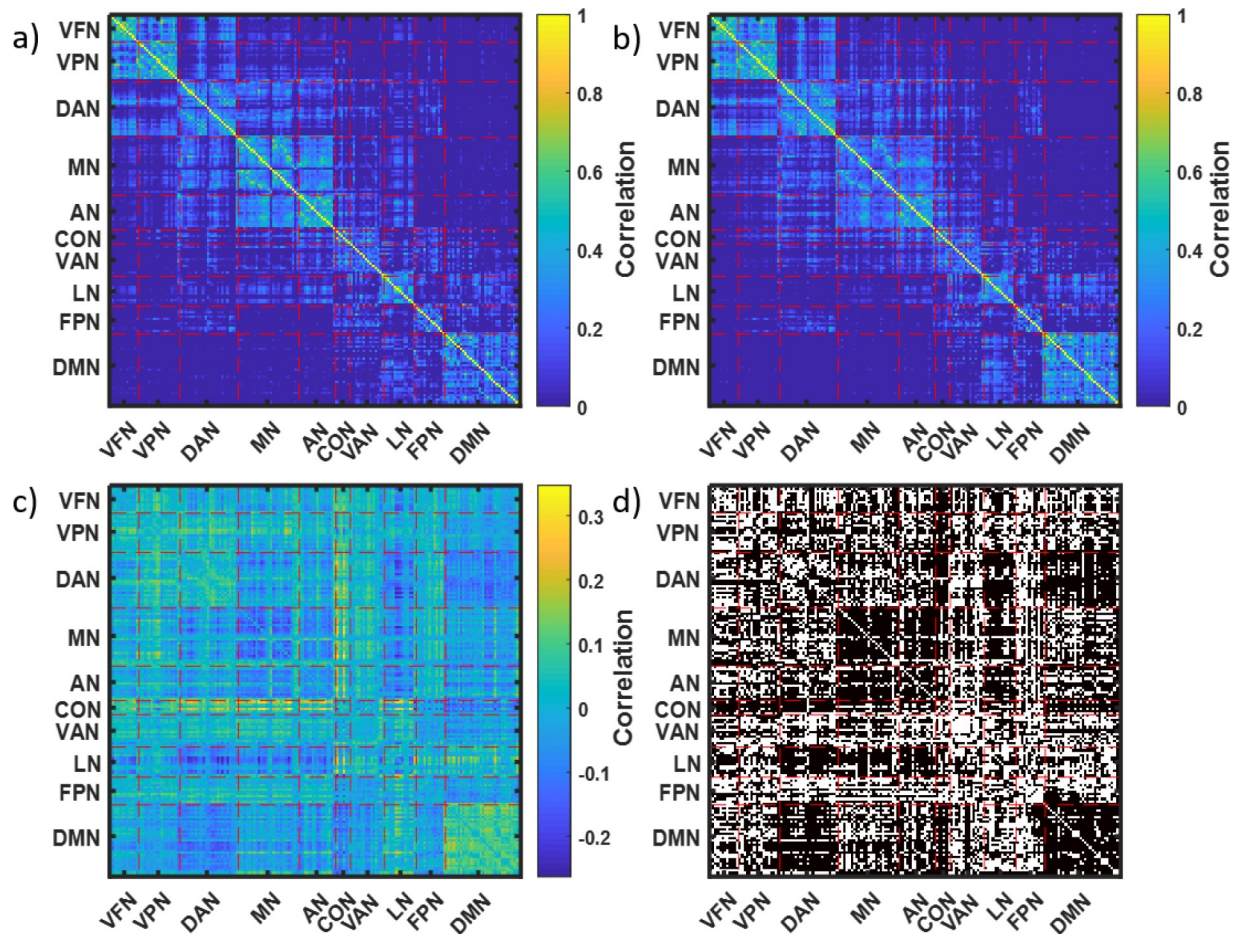 a)
VFN
VPN
DAN
MN
AN
CON
VAN
LN
FPN
DMN
VFN VPN DAN MN AN CON VAN LN FPN DMN
1
0.8
0.6
0.4
0.2
0
Correlation
b)
VFN
VPN
DAN
MN
AN
CON
VAN
LN
FPN
DMN
VFN VPN DAN MN AN CON VAN LN FPN DMN
1
0.8
0.6
0.4
0.2
0
Correlation
c)
VFN
VPN
DAN
MN
AN
CON
VAN
LN
FPN
DMN
VFN VPN DAN MN AN CON VAN LN FPN DMN
0.3
0.2
0.1
0
-0.1
-0.2
Correlation
d)
VFN
VPN
DAN
MN
AN
CON
VAN
LN
FPN
DMN
VFN VPN DAN MN AN CON VAN LN FPN DMN